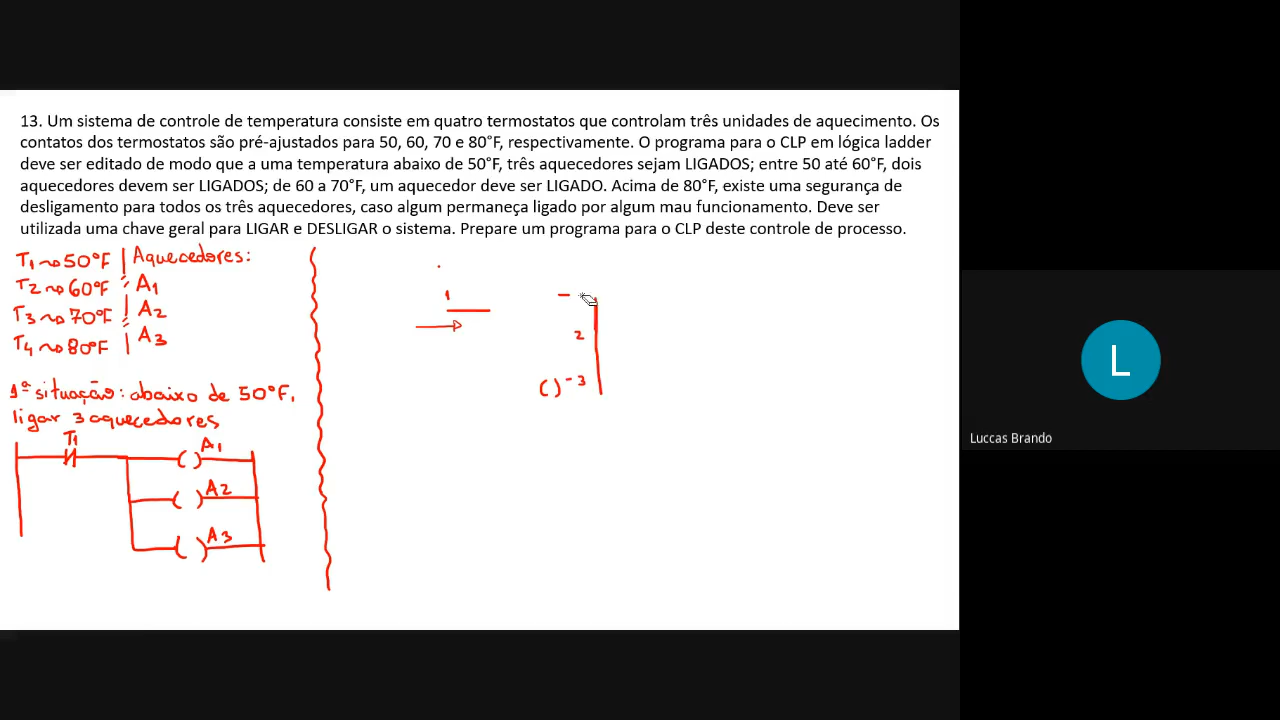 13. Um sistema de controle de temperatura consiste em quatro termostatos que controlam três unidades de aquecimento. Os
contatos dos termostatos são pré-ajustados para 50, 60, 70 e 80°F, respectivamente. O programa para o CLP em lógica ladder
deve ser editado de modo que a uma temperatura abaixo de 50°F, três aquecedores sejam LIGADOS; entre 50 até 60°F, dois
aquecedores devem ser LIGADOS; de 60 a 70°F, um aquecedor deve ser LIGADO. Acima de 80°F, existe uma segurança de
desligamento para todos os três aquecedores, caso algum permaneça ligado por algum mau funcionamento. Deve ser
utilizada uma chave geral para LIGAR e DESLIGAR o sistema. Prepare um programa para o CLP deste controle de processo.
T1 ~> 50°F
T2 ~> 60°F
T3 ~> 70°F
T4 ~> 80°F
Aquecedores:
A1
A2
A3
1ª situação: abaixo de 50°F,
ligar 3 aquecedores
T1
A1
A2
A3
1
2
( ) - 3
L
Luccas Brando